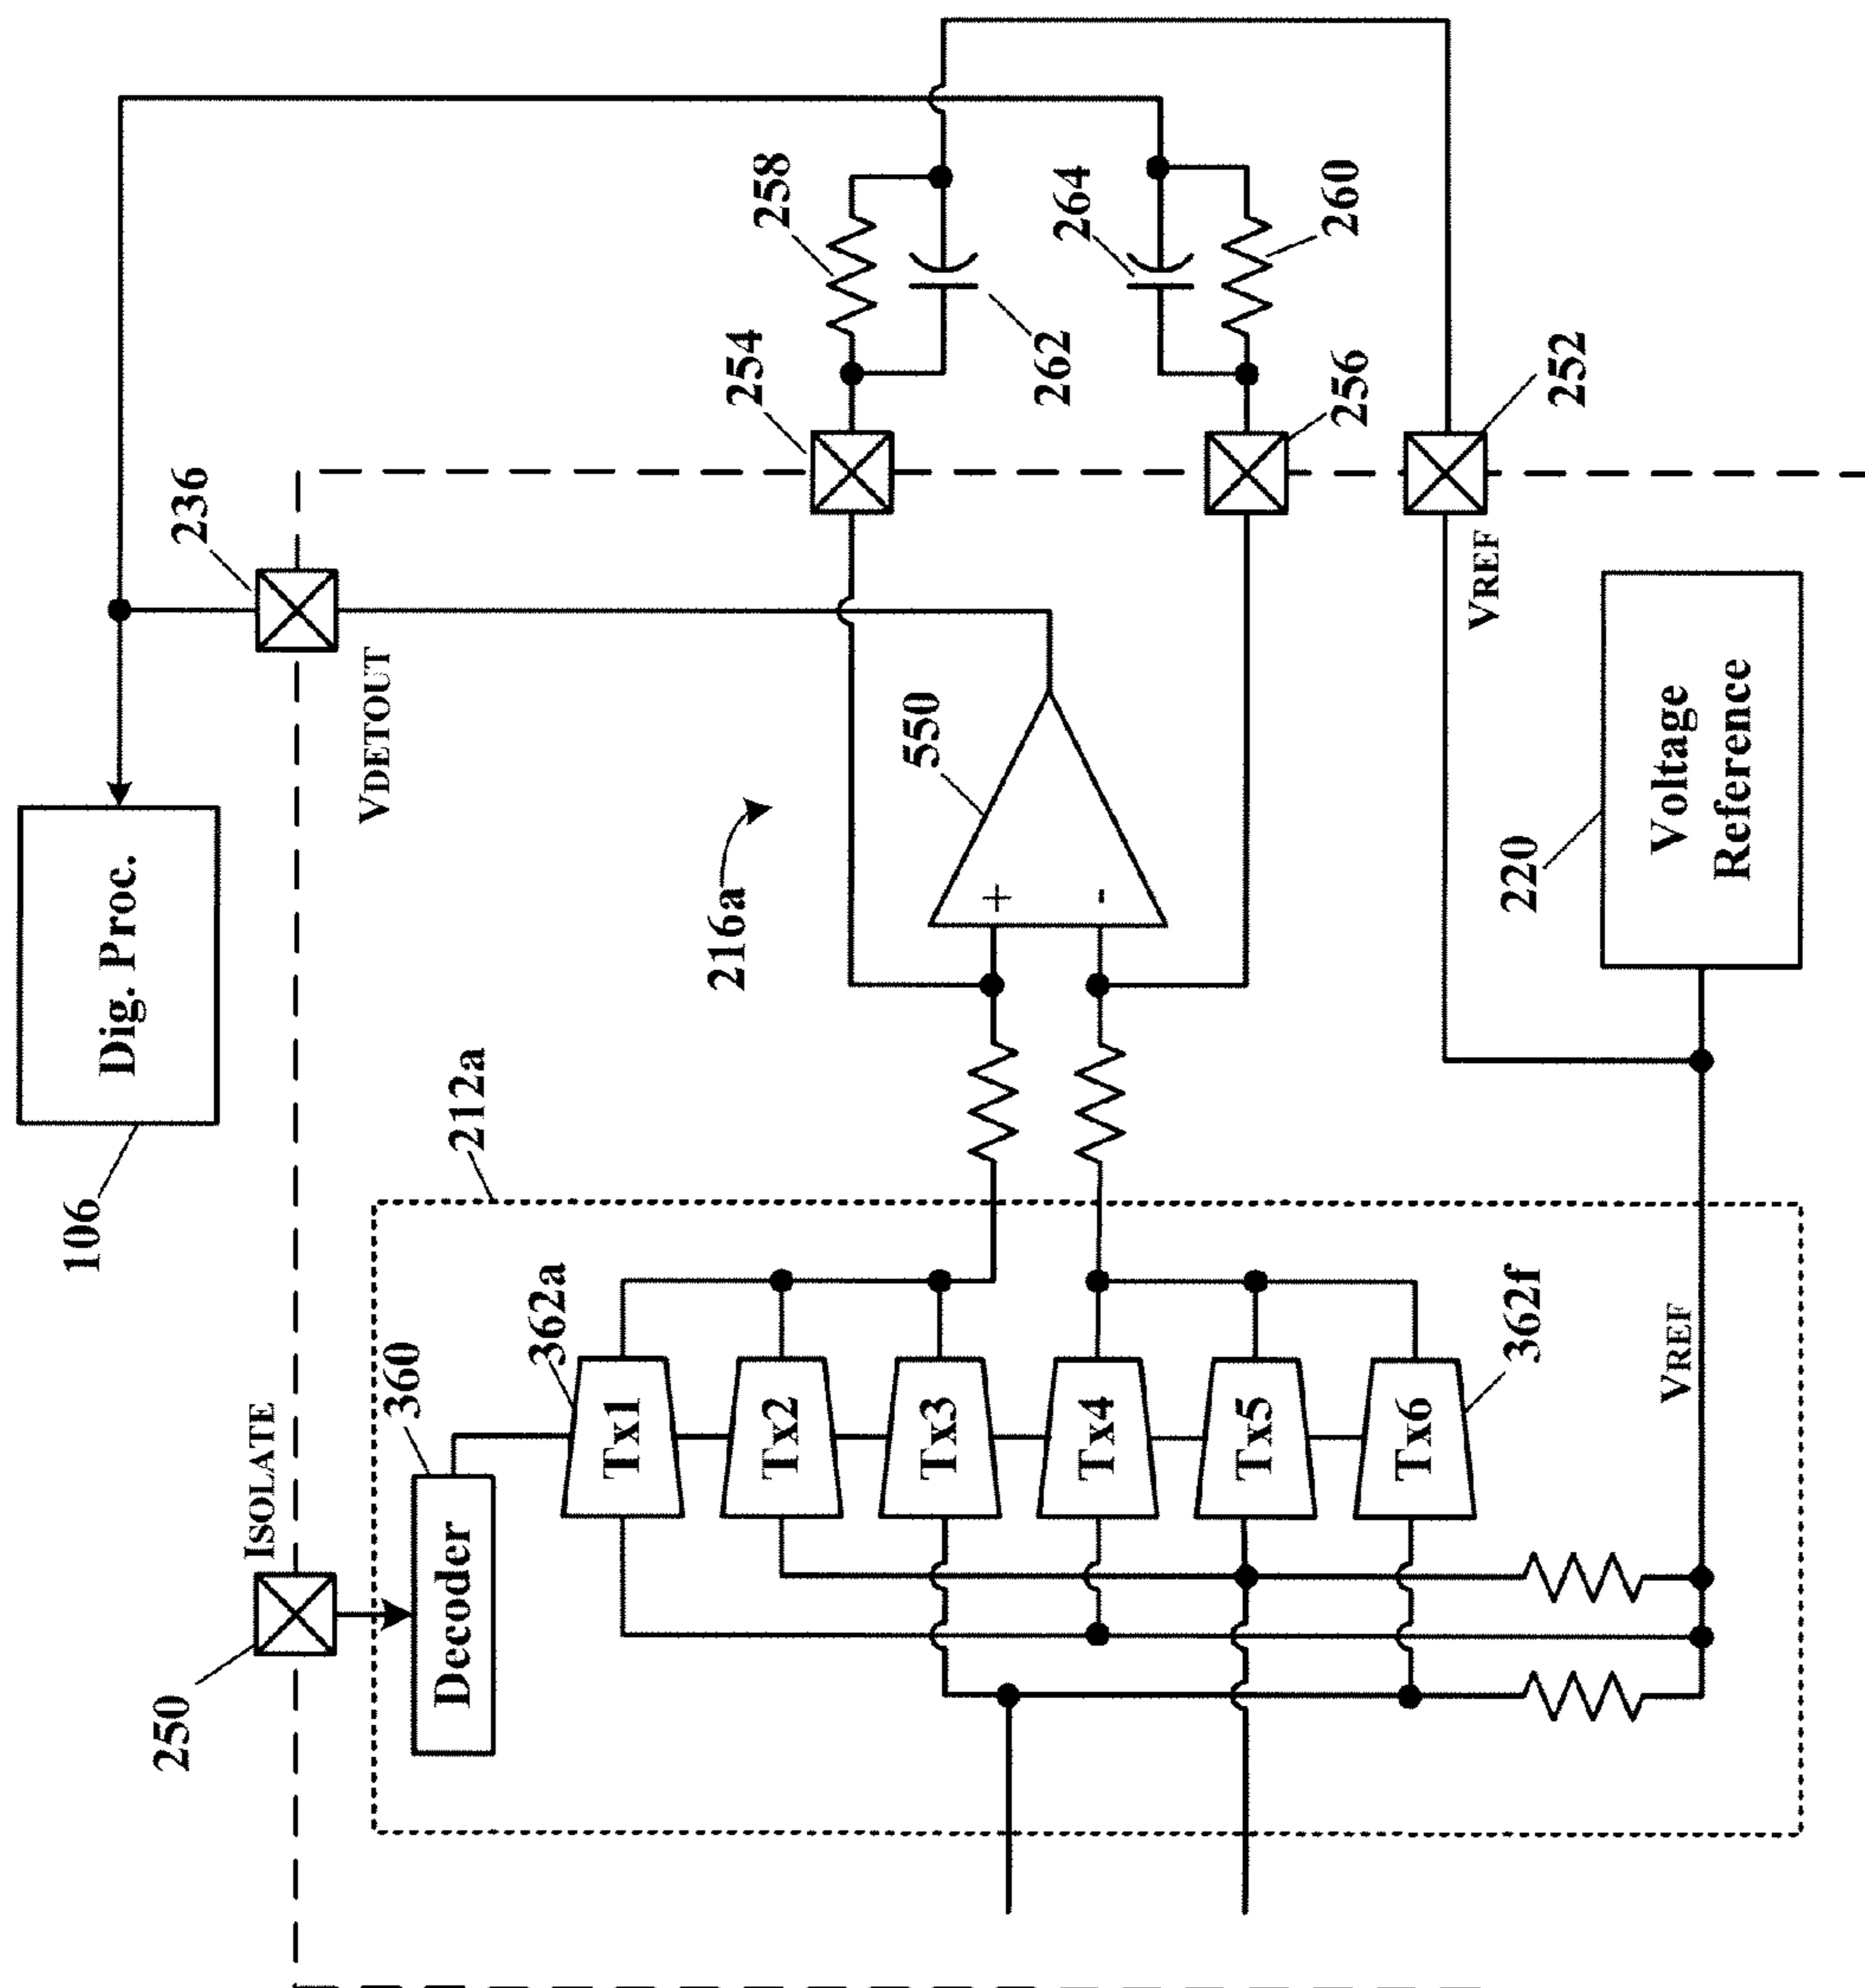 106
Dig. Proc.
250
ISOLATE
236
VDETOUT
360
Decoder
212a
362a
Tx1
216a
254
258
Tx2
550
Tx3
+
262
264
Tx4
-
Tx5
256
260
Tx6
362f
220
VREF
252
VREF
Voltage
Reference